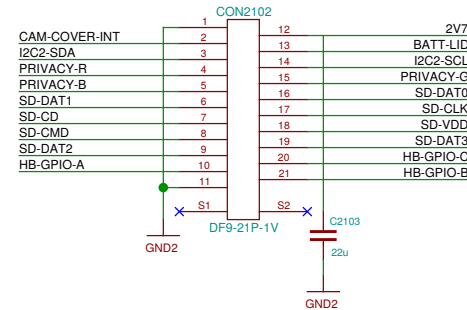 CON2102
1
12 2V7
CAM-COVER-INT 2
13 BATT-LID
I2C2-SDA 3
14 I2C2-SCL
PRIVACY-R 4
15 PRIVACY-G
PRIVACY-B 5
16 SD-DAT0
SD-DAT1 6
17 SD-CLK
SD-CD 7
18 SD-VDD
SD-CMD 8
19 SD-DAT3
SD-DAT2 9
20 HB-GPIO-C
HB-GPIO-A 10
21 HB-GPIO-B
11
S1 S2
DF9-21P-1V
C2103
22u
GND2
GND2